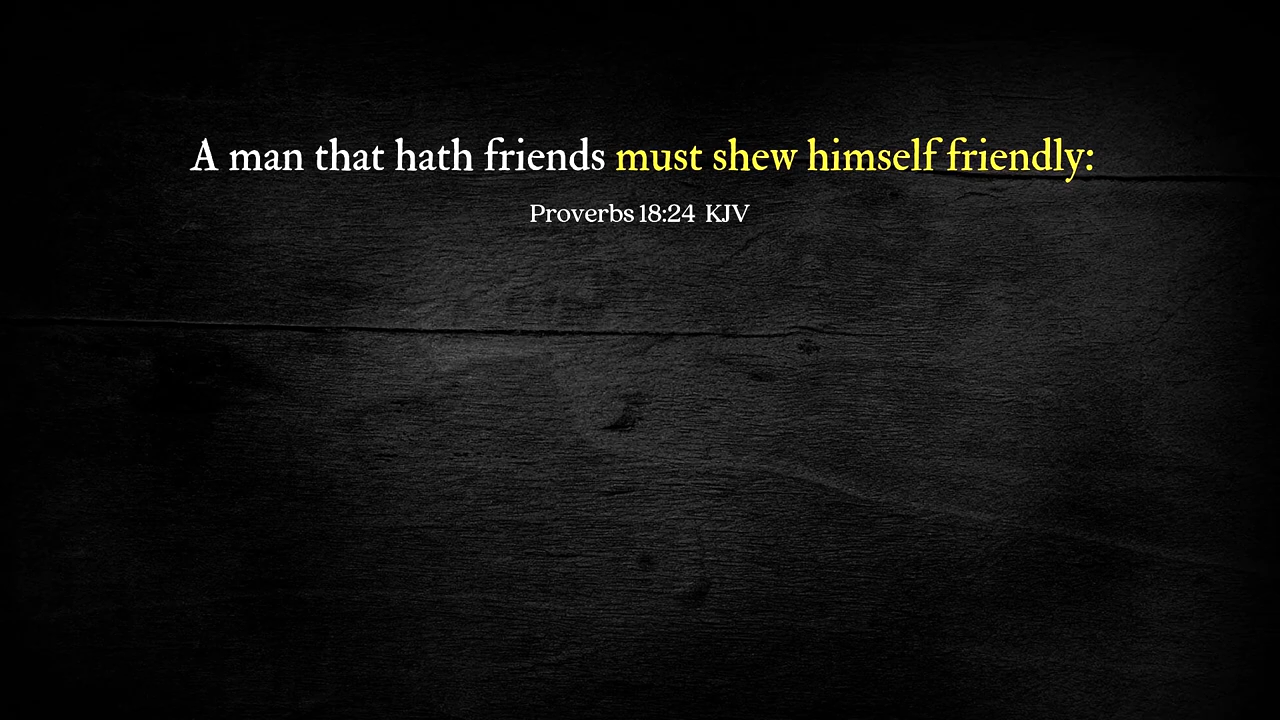 A man that hath friends must shew himself friendly:
Proverbs 18:24 KJV